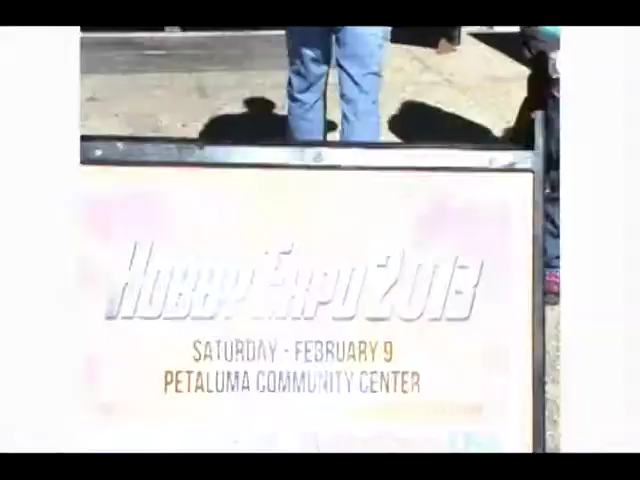 HOBBY EXPO 2013
SATURDAY - FEBRUARY 9
PETALUMA COMMUNITY CENTER